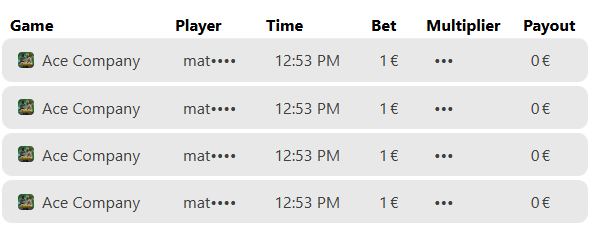 Game Player Time Bet Multiplier Payout
Ace Company mat•••• 12:53 PM 1 € ••• 0 €
Ace Company mat•••• 12:53 PM 1 € ••• 0 €
Ace Company mat•••• 12:53 PM 1 € ••• 0 €
Ace Company mat•••• 12:53 PM 1 € ••• 0 €